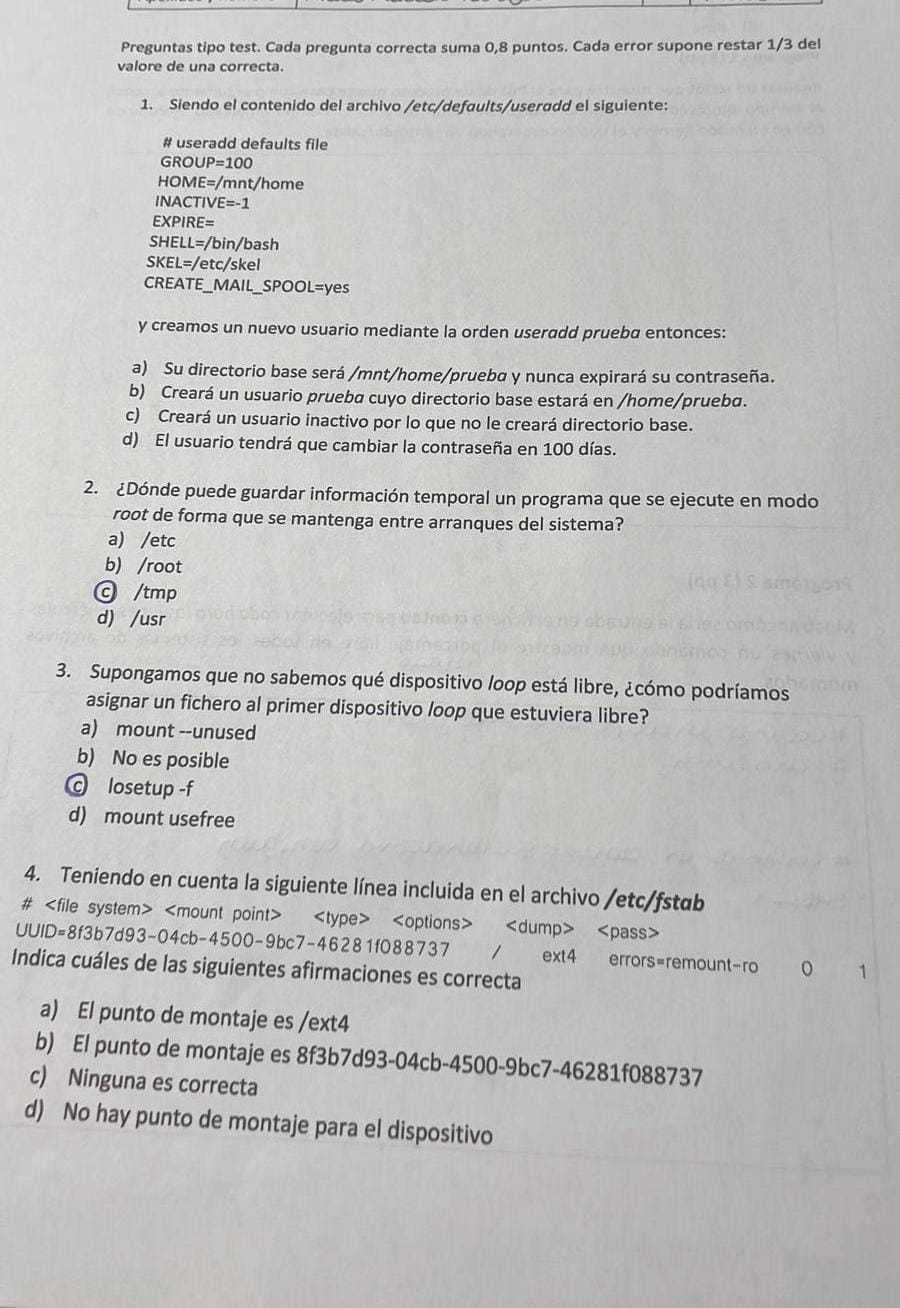 Preguntas tipo test. Cada pregunta correcta suma 0,8 puntos. Cada error supone restar 1/3 del
valore de una correcta.
1. Siendo el contenido del archivo /etc/defaults/useradd el siguiente:
# useradd defaults file
GROUP=100
HOME=/mnt/home
INACTIVE=-1
EXPIRE=
SHELL=/bin/bash
SKEL=/etc/skel
CREATE_MAIL_SPOOL=yes
y creamos un nuevo usuario mediante la orden useradd prueba entonces:
a) Su directorio base será /mnt/home/prueba y nunca expirará su contraseña.
b) Creará un usuario prueba cuyo directorio base estará en /home/prueba.
c) Creará un usuario inactivo por lo que no le creará directorio base.
d) El usuario tendrá que cambiar la contraseña en 100 días.
2. ¿Dónde puede guardar información temporal un programa que se ejecute en modo
root de forma que se mantenga entre arranques del sistema?
a) /etc
b) /root
c) /tmp
d) /usr
3. Supongamos que no sabemos qué dispositivo loop está libre, ¿cómo podríamos
asignar un fichero al primer dispositivo loop que estuviera libre?
a) mount --unused
b) No es posible
c) losetup -f
d) mount usefree
4. Teniendo en cuenta la siguiente línea incluida en el archivo /etc/fstab
# <file system> <mount point> <type> <options> <dump> <pass>
UUID=8f3b7d93-04cb-4500-9bc7-46281f088737 / ext4 errors=remount-ro 0 1
Indica cuáles de las siguientes afirmaciones es correcta
a) El punto de montaje es /ext4
b) El punto de montaje es 8f3b7d93-04cb-4500-9bc7-46281f088737
c) Ninguna es correcta
d) No hay punto de montaje para el dispositivo